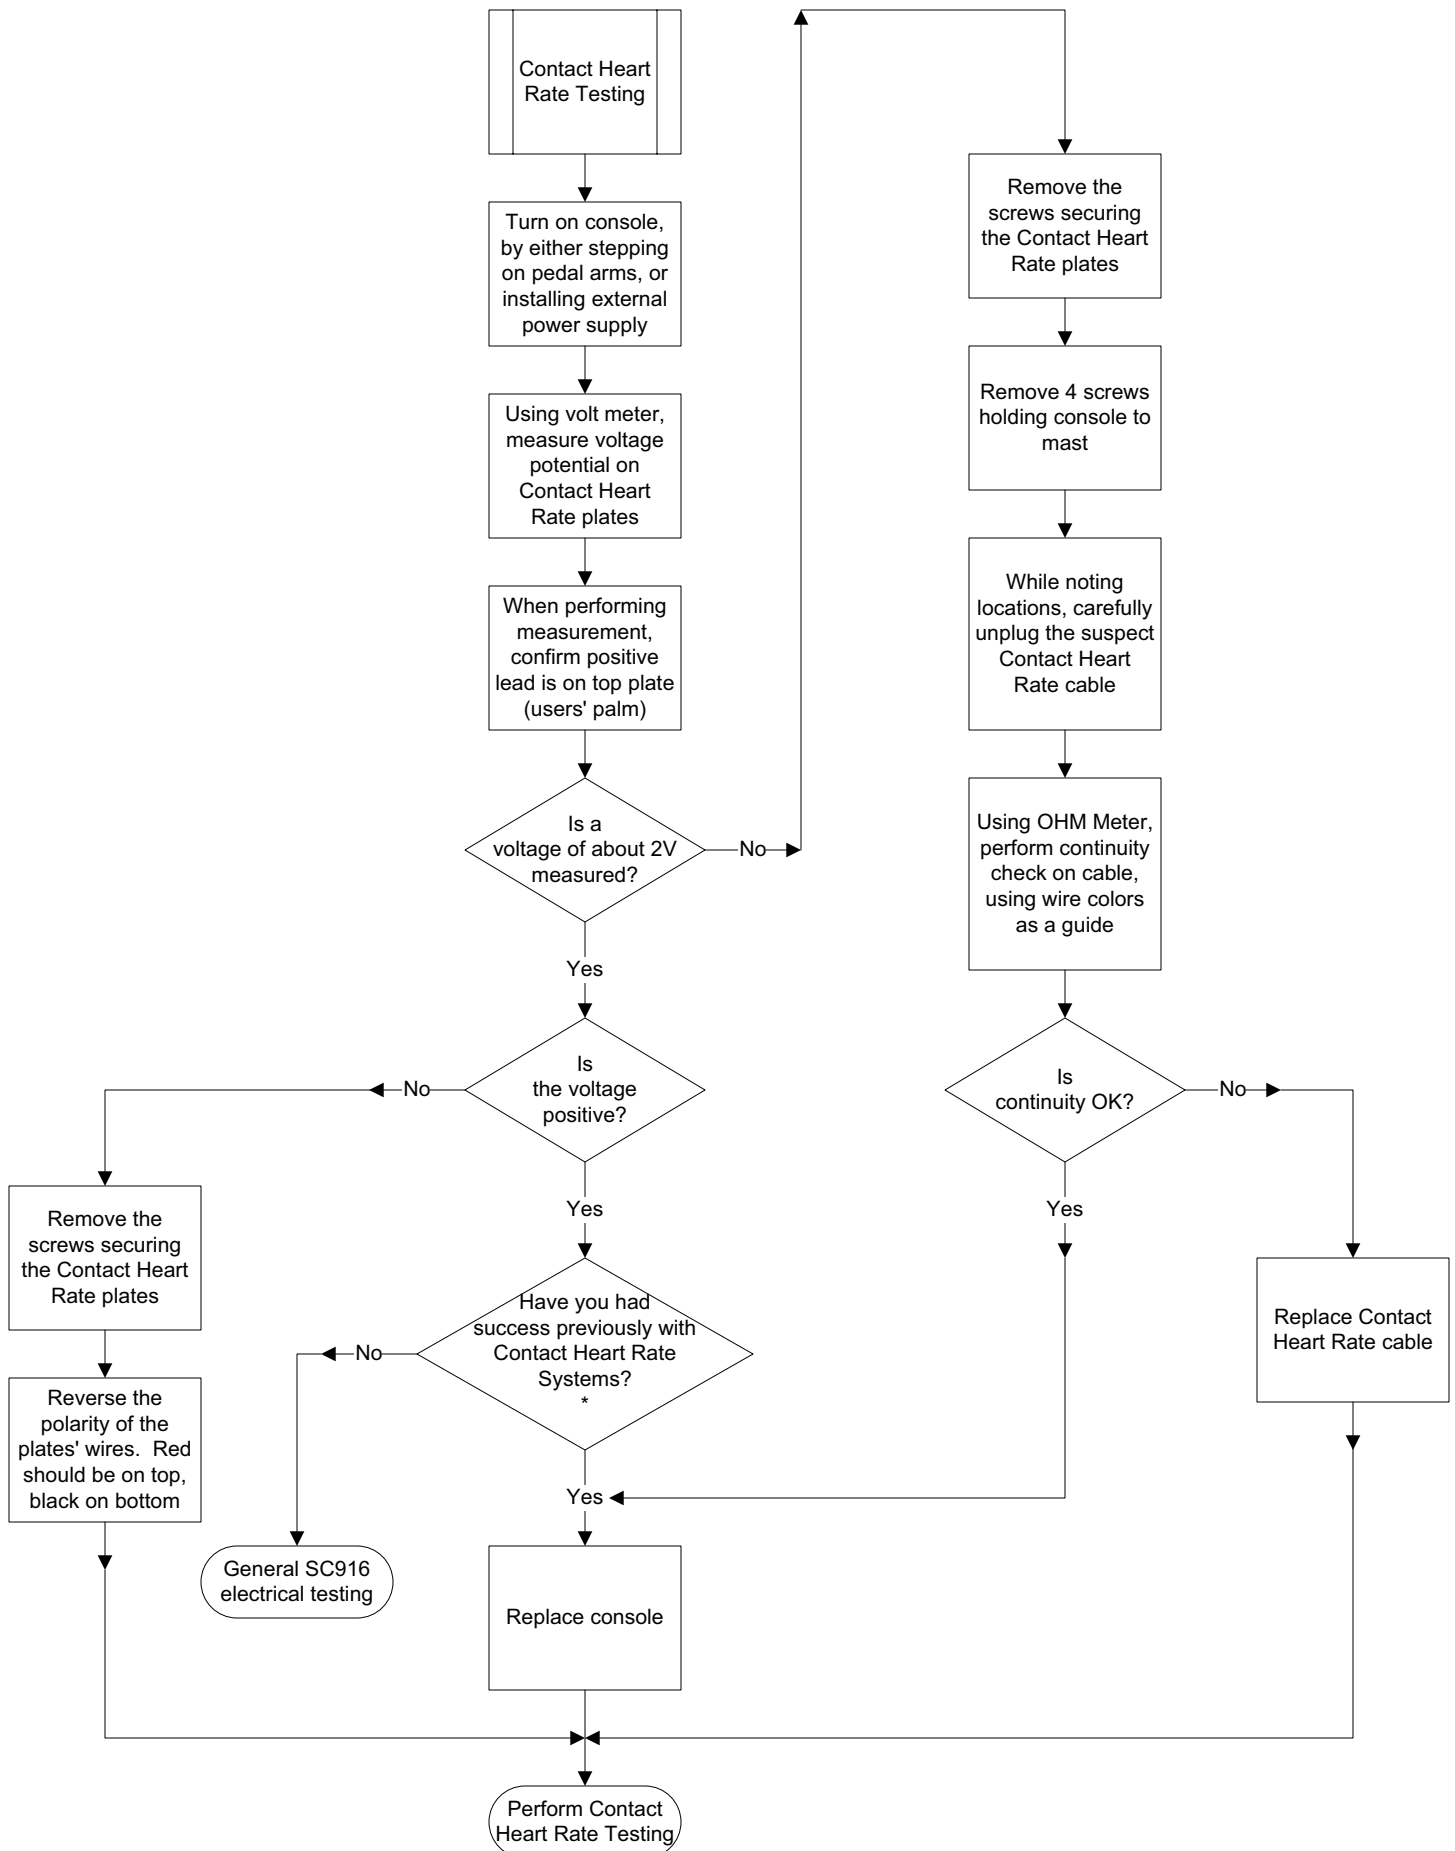 Contact Heart
Rate Testing
Turn on console,
by either stepping
on pedal arms, or
installing external
power supply
Using volt meter,
measure voltage
potential on
Contact Heart
Rate plates
When performing
measurement,
confirm positive
lead is on top plate
(users' palm)
Is a
voltage of about 2V
measured?
No
Yes
Is
the voltage
positive?
No
Yes
Remove the
screws securing
the Contact Heart
Rate plates
Reverse the
polarity of the
plates' wires.  Red
should be on top,
black on bottom
Have you had
success previously with
Contact Heart Rate
Systems?
*
No
Yes
General SC916
electrical testing
Replace console
Remove the
screws securing
the Contact Heart
Rate plates
Remove 4 screws
holding console to
mast
While noting
locations, carefully
unplug the suspect
Contact Heart
Rate cable
Using OHM Meter,
perform continuity
check on cable,
using wire colors
as a guide
Is
continuity OK?
No
Yes
Replace Contact
Heart Rate cable
Perform Contact
Heart Rate Testing